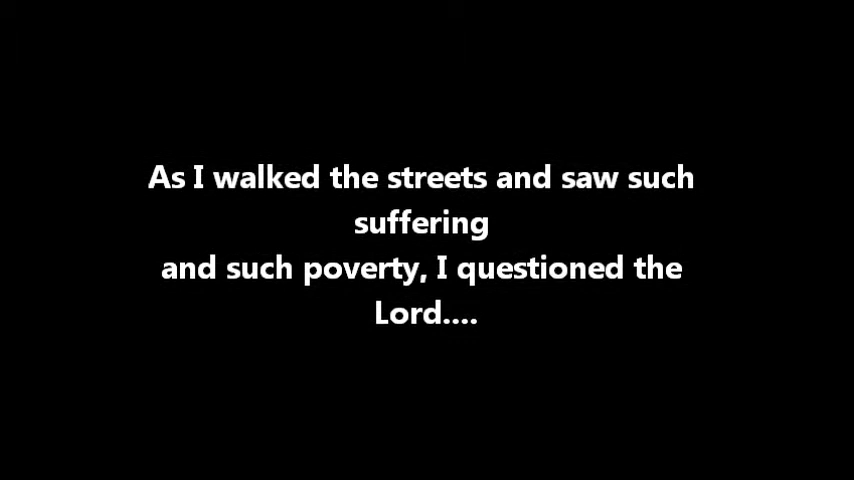 As I walked the streets and saw such
suffering
and such poverty, I questioned the
Lord....